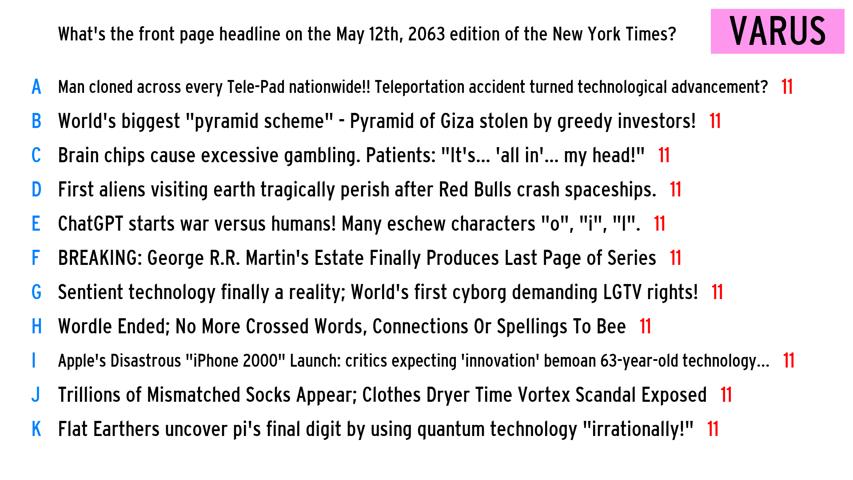 What's the front page headline on the May 12th, 2063 edition of the New York Times?
VARUS
A Man cloned across every Tele-Pad nationwide!! Teleportation accident turned technological advancement? 11
B World's biggest "pyramid scheme" - Pyramid of Giza stolen by greedy investors! 11
C Brain chips cause excessive gambling. Patients: "It's... 'all in'... my head!" 11
D First aliens visiting earth tragically perish after Red Bulls crash spaceships. 11
E ChatGPT starts war versus humans! Many eschew characters "o", "i", "l". 11
F BREAKING: George R.R. Martin's Estate Finally Produces Last Page of Series 11
G Sentient technology finally a reality; World's first cyborg demanding LGTV rights! 11
H Wordle Ended; No More Crossed Words, Connections Or Spellings To Bee 11
I Apple's Disastrous "iPhone 2000" Launch: critics expecting 'innovation' bemoan 63-year-old technology... 11
J Trillions of Mismatched Socks Appear; Clothes Dryer Time Vortex Scandal Exposed 11
K Flat Earthers uncover pi's final digit by using quantum technology "irrationally!" 11